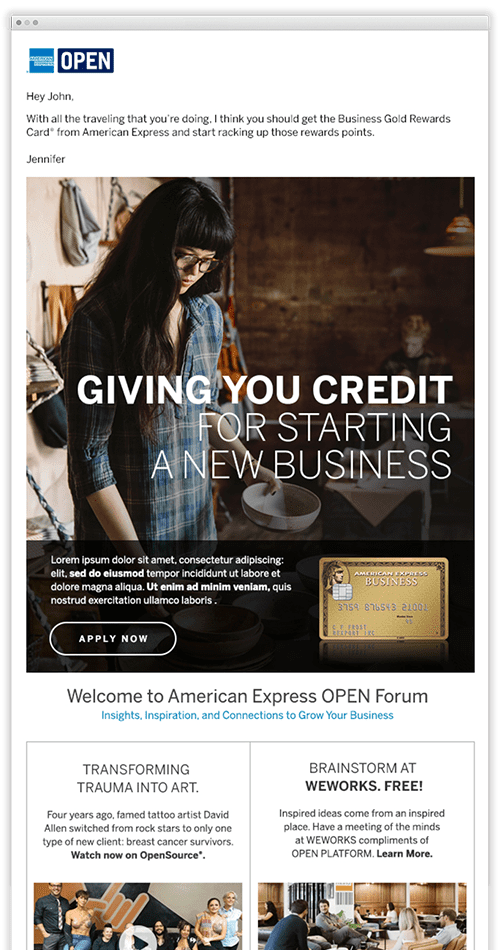 AMERICAN EXPRESS
OPEN
Hey John,
With all the traveling that you're doing, I think you should get the Business Gold Rewards
Card® from American Express and start racking up those rewards points.
Jennifer
GIVING YOU CREDIT
FOR STARTING
A NEW BUSINESS
Lorem ipsum dolor sit amet, consectetur adipiscing:
elit, sed do eiusmod tempor incididunt ut labore et
dolore magna aliqua. Ut enim ad minim veniam, quis
nostrud exercitation ullamco laboris .
APPLY NOW
AMERICAN EXPRESS
BUSINESS
3759 876543 21001
C F FROST
Welcome to American Express OPEN Forum
Insights, Inspiration, and Connections to Grow Your Business
TRANSFORMING
TRAUMA INTO ART.
Four years ago, famed tattoo artist David
Allen switched from rock stars to only one
type of new client: breast cancer survivors.
Watch now on OpenSource®.
BRAINSTORM AT
WEWORKS. FREE!
Inspired ideas come from an inspired
place. Have a meeting of the minds
at WEWORKS compliments of
OPEN PLATFORM. Learn More.